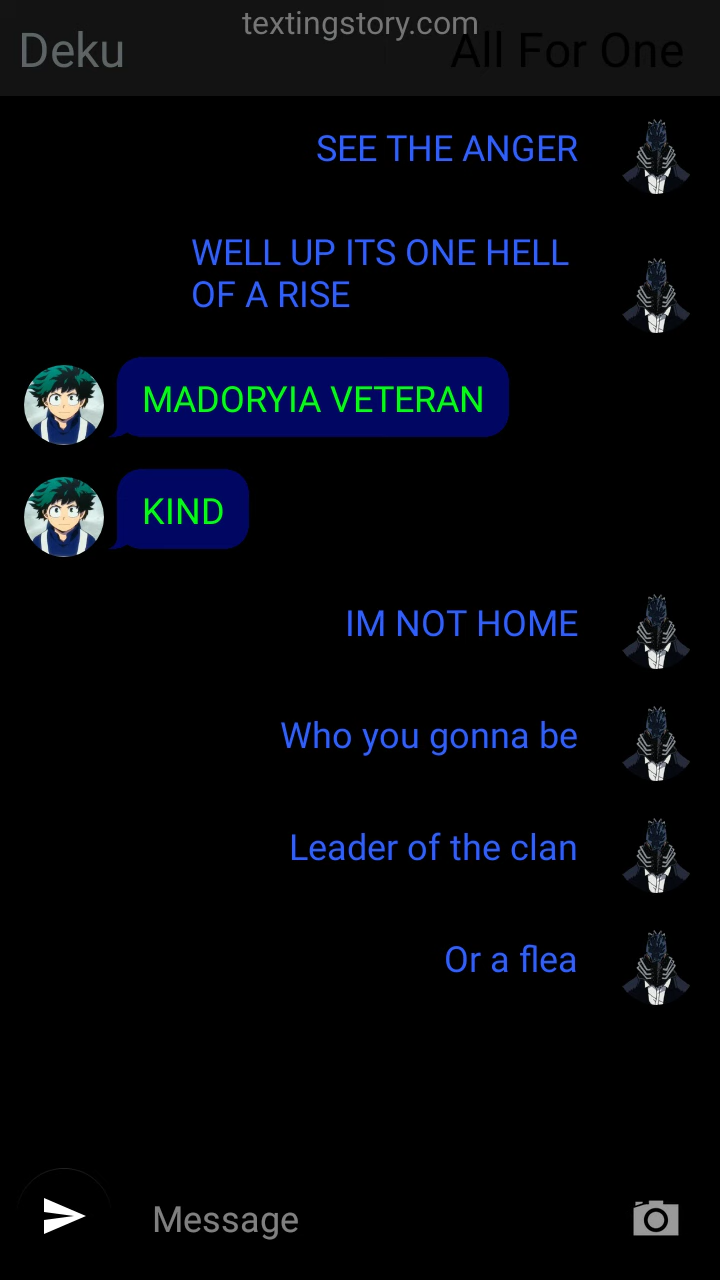 textingstory.com
Deku
All For One
SEE THE ANGER
WELL UP ITS ONE HELL
OF A RISE
MADORYIA VETERAN
KIND
IM NOT HOME
Who you gonna be
Leader of the clan
Or a flea
Message